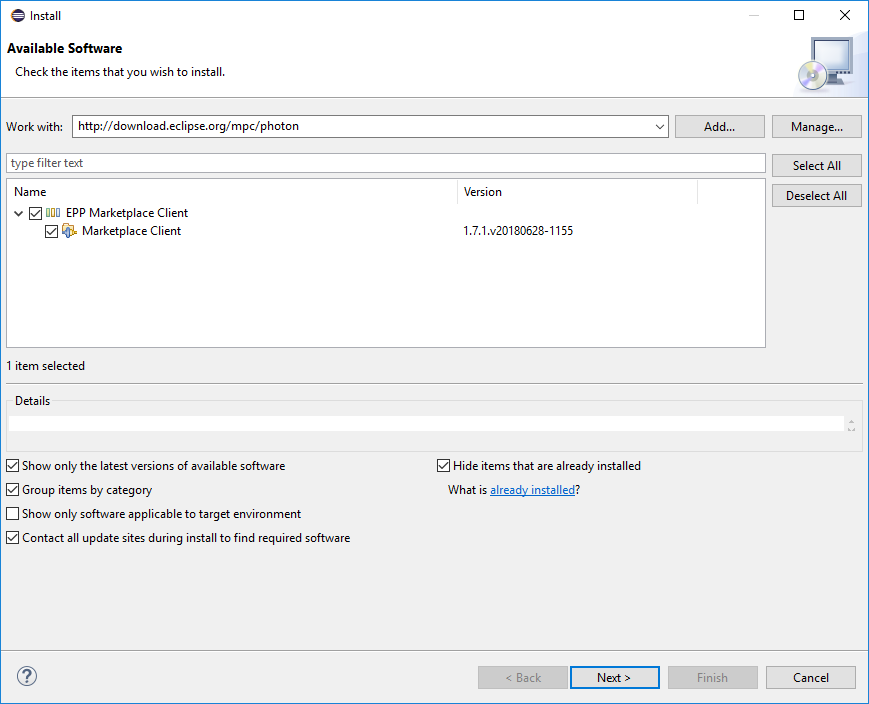 Install
Available Software
Check the items that you wish to install.
Work with: http://download.eclipse.org/mpc/photon Add... Manage...
type filter text Select All
Name Version Deselect All
EPP Marketplace Client
Marketplace Client 1.7.1.v20180628-1155
1 item selected
Details
Show only the latest versions of available software Hide items that are already installed
Group items by category What is already installed?
Show only software applicable to target environment
Contact all update sites during install to find required software
? < Back Next > Finish Cancel